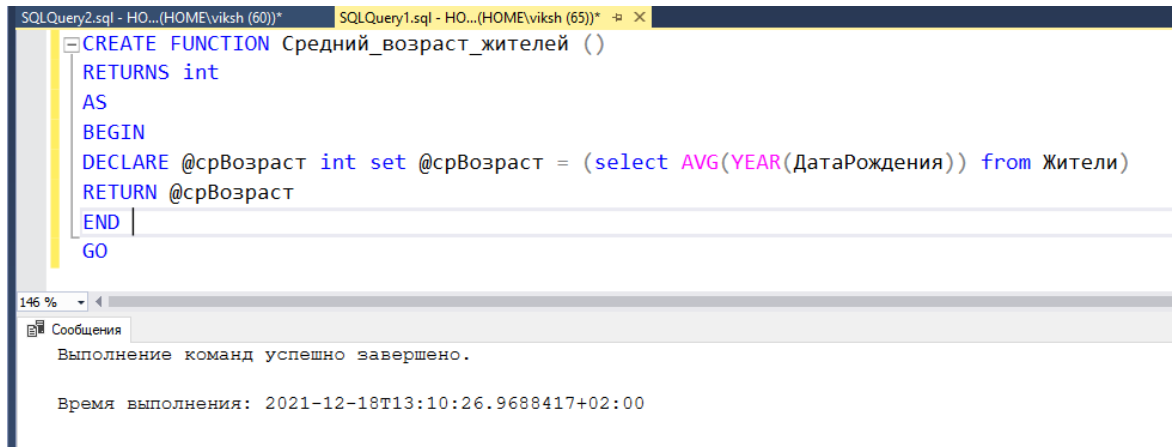 SQLQuery2.sql - HO...(HOME\viksh (60))* SQLQuery1.sql - HO...(HOME\viksh (65))*
CREATE FUNCTION Средний_возраст_жителей ()
RETURNS int
AS
BEGIN
DECLARE @срВозраст int set @срВозраст = (select AVG(YEAR(ДатаРождения)) from Жители)
RETURN @срВозраст
END
GO
146 %
Сообщения
Выполнение команд успешно завершено.
Время выполнения: 2021-12-18T13:10:26.9688417+02:00